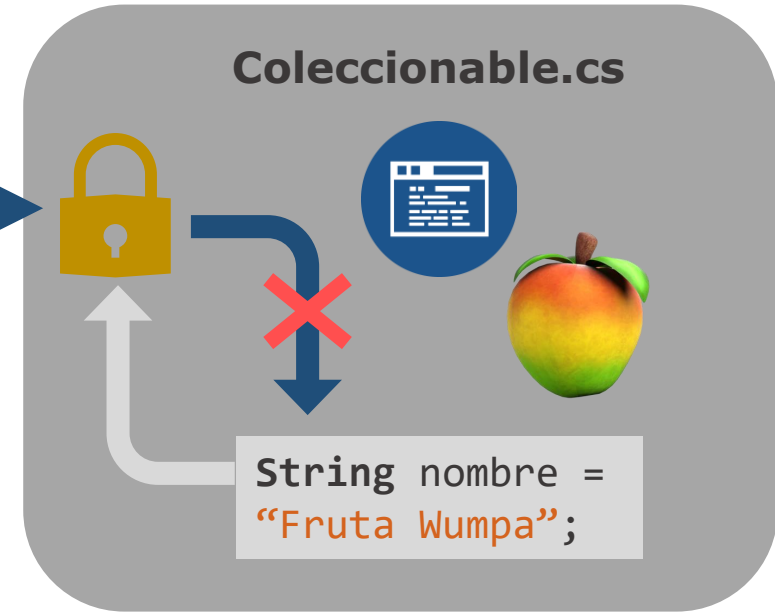 Coleccionable.cs
String nombre =
“Fruta Wumpa”;